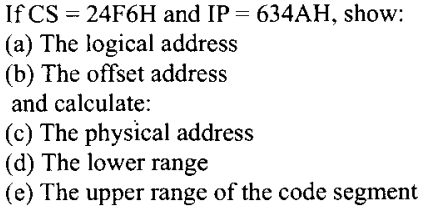 If CS = 24F6H and IP = 634AH, show:
(a) The logical address
(b) The offset address
and calculate:
(c) The physical address
(d) The lower range
(e) The upper range of the code segment